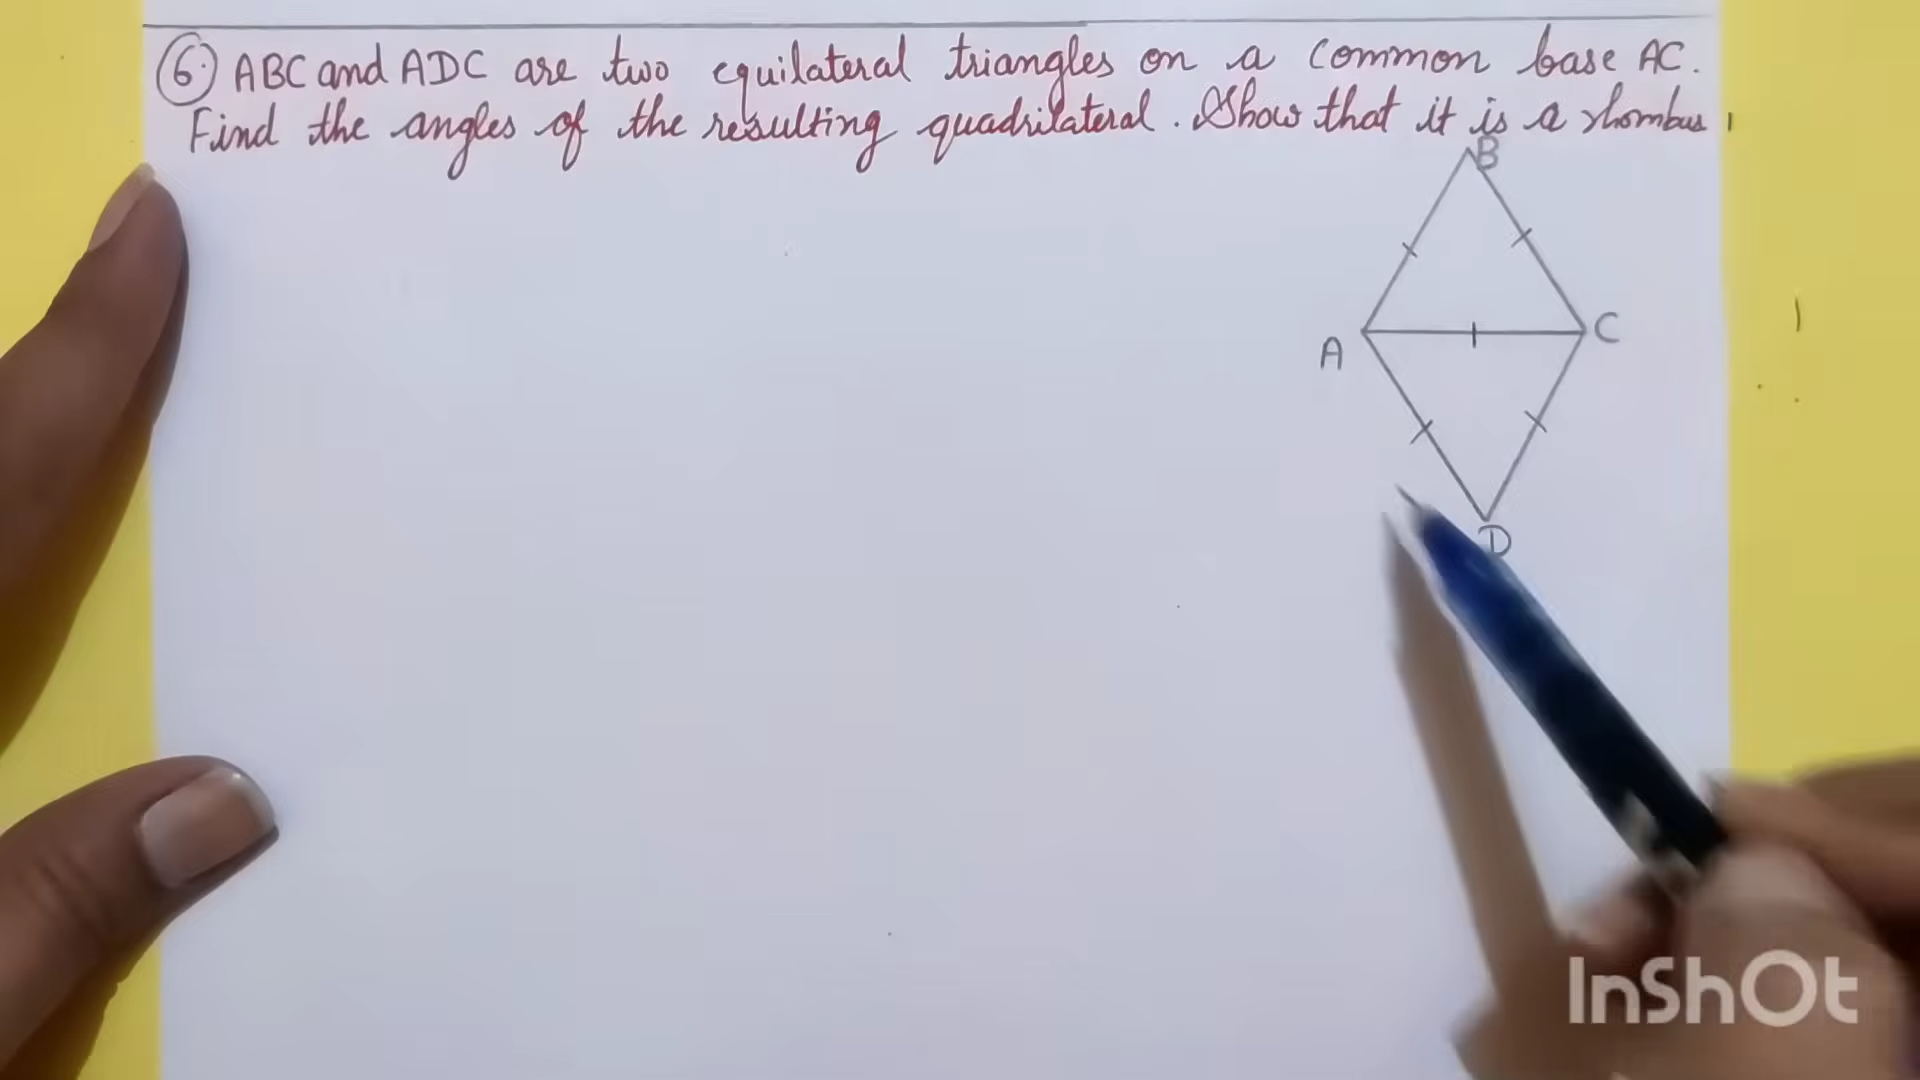 6. ABC and ADC are two equilateral triangles on a common base AC.
Find the angles of the resulting quadrilateral. Show that it is a rhombus
B
A
C
D
InShOt